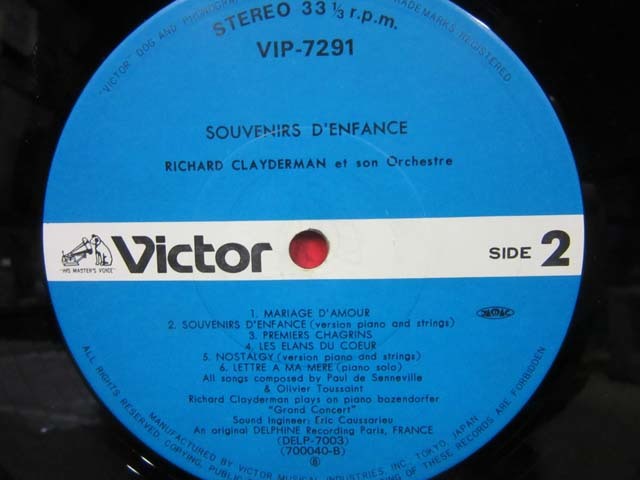 STEREO 33 1/3 r.p.m.
"VICTOR" DOG AND PHONOGRAPH TRADEMARKS REGISTERED
VIP-7291
SOUVENIRS D'ENFANCE
RICHARD CLAYDERMAN et son Orchestre
"HIS MASTER'S VOICE"
Victor
SIDE 2
1. MARIAGE D'AMOUR
2. SOUVENIRS D'ENFANCE (version piano and strings)
3. PREMIERS CHAGRINS
4. LES ELANS DU COEUR
5. NOSTALGY (version piano and strings)
6. LETTRE A MA MERE (piano solo)
All songs composed by Paul de Senneville
& Olivier Toussaint
Richard Clayderman plays on piano bozendorfer
"Grand Concert"
Sound ingineer: Eric Caussarieu
An original DELPHINE Recording Paris, FRANCE
(DELP-7003)
(700040-B)
MANUFACTURED BY VICTOR MUSICAL INDUSTRIES, INC., TOKYO, JAPAN
ALL RIGHTS RESERVED. COPYING, PUBLIC OF THESE RECORDS ARE FORBIDDEN